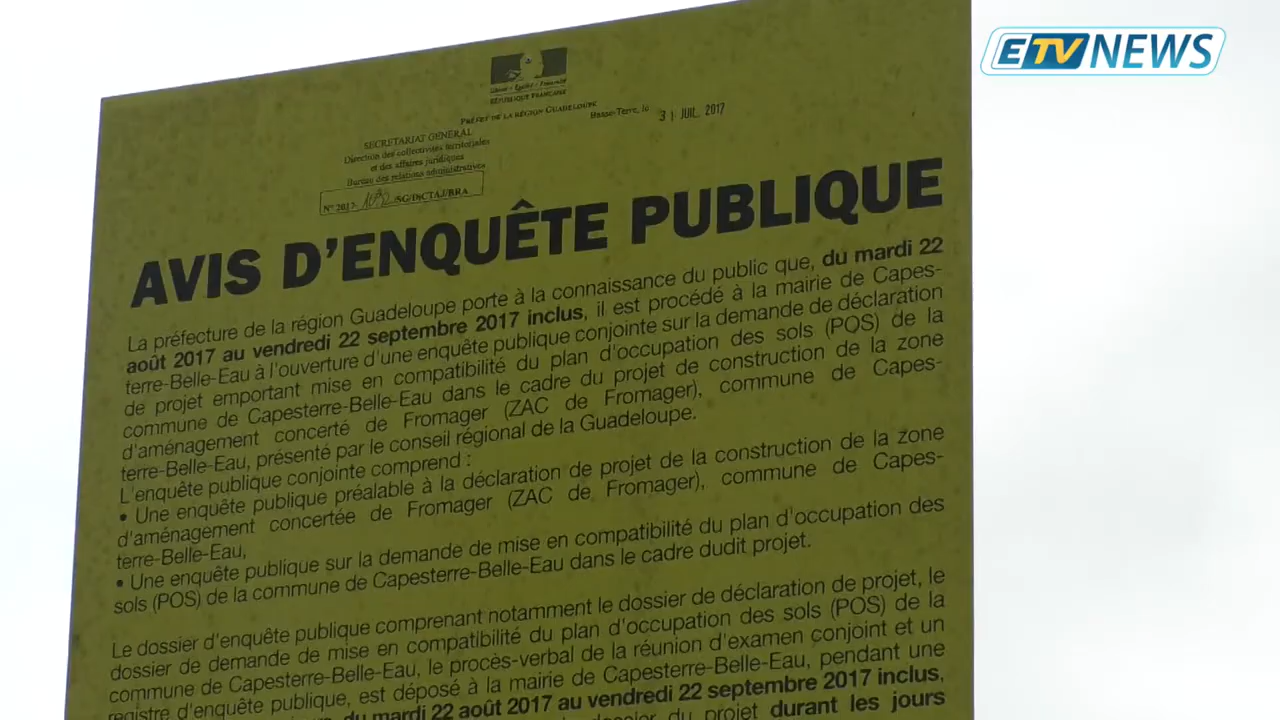 ETV NEWS
RÉPUBLIQUE FRANÇAISE
PRÉFET DE LA RÉGION GUADELOUPE
Basse-Terre, le 31 JUIL. 2017
SECRETARIAT GENERAL
Direction des collectivités territoriales
et des affaires juridiques
Bureau des relations administratives
N° 2017- /SG/DSCTAJ/BRA
AVIS D'ENQUÊTE PUBLIQUE
La préfecture de la région Guadeloupe porte à la connaissance du public que, du mardi 22
août 2017 au vendredi 22 septembre 2017 inclus, il est procédé à la mairie de Capes-
terre-Belle-Eau à l'ouverture d'une enquête publique conjointe sur la demande de déclaration
de projet emportant mise en compatibilité du plan d'occupation des sols (POS) de la
commune de Capesterre-Belle-Eau dans le cadre du projet de construction de la zone
d'aménagement concerté de Fromager (ZAC de Fromager), commune de Capes-
terre-Belle-Eau, présenté par le conseil régional de la Guadeloupe.
L'enquête publique conjointe comprend :
• Une enquête publique préalable à la déclaration de projet de la construction de la zone
d'aménagement concertée de Fromager (ZAC de Fromager), commune de Capes-
terre-Belle-Eau,
• Une enquête publique sur la demande de mise en compatibilité du plan d'occupation des
sols (POS) de la commune de Capesterre-Belle-Eau dans le cadre dudit projet.
Le dossier d'enquête publique comprenant notamment le dossier de déclaration de projet, le
dossier de demande de mise en compatibilité du plan d'occupation des sols (POS) de la
commune de Capesterre-Belle-Eau, le procès-verbal de la réunion d'examen conjoint et un
registre d'enquête publique, est déposé à la mairie de Capesterre-Belle-Eau, pendant une
du mardi 22 août 2017 au vendredi 22 septembre 2017 inclus,
dossier du projet durant les jours